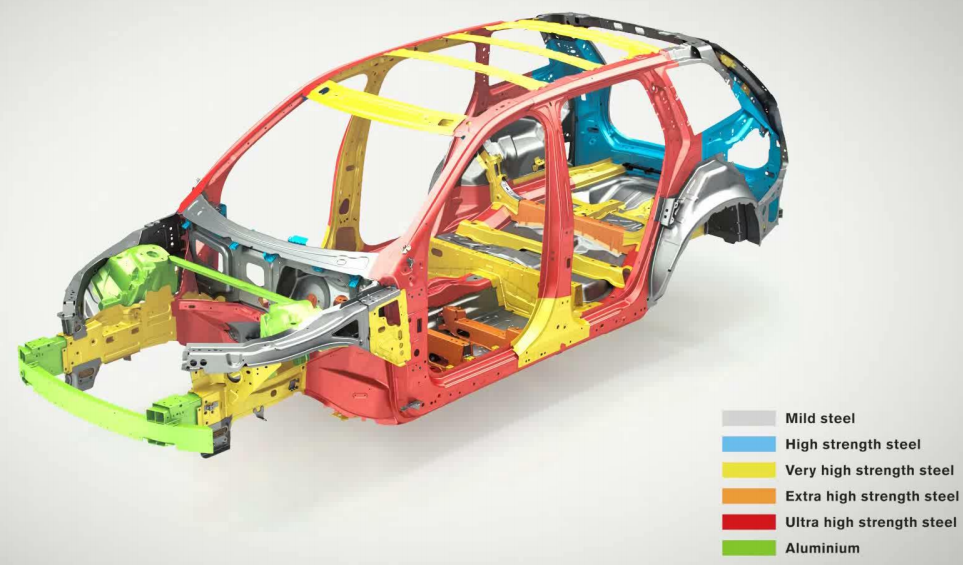 Mild steel
High strength steel
Very high strength steel
Extra high strength steel
Ultra high strength steel
Aluminium